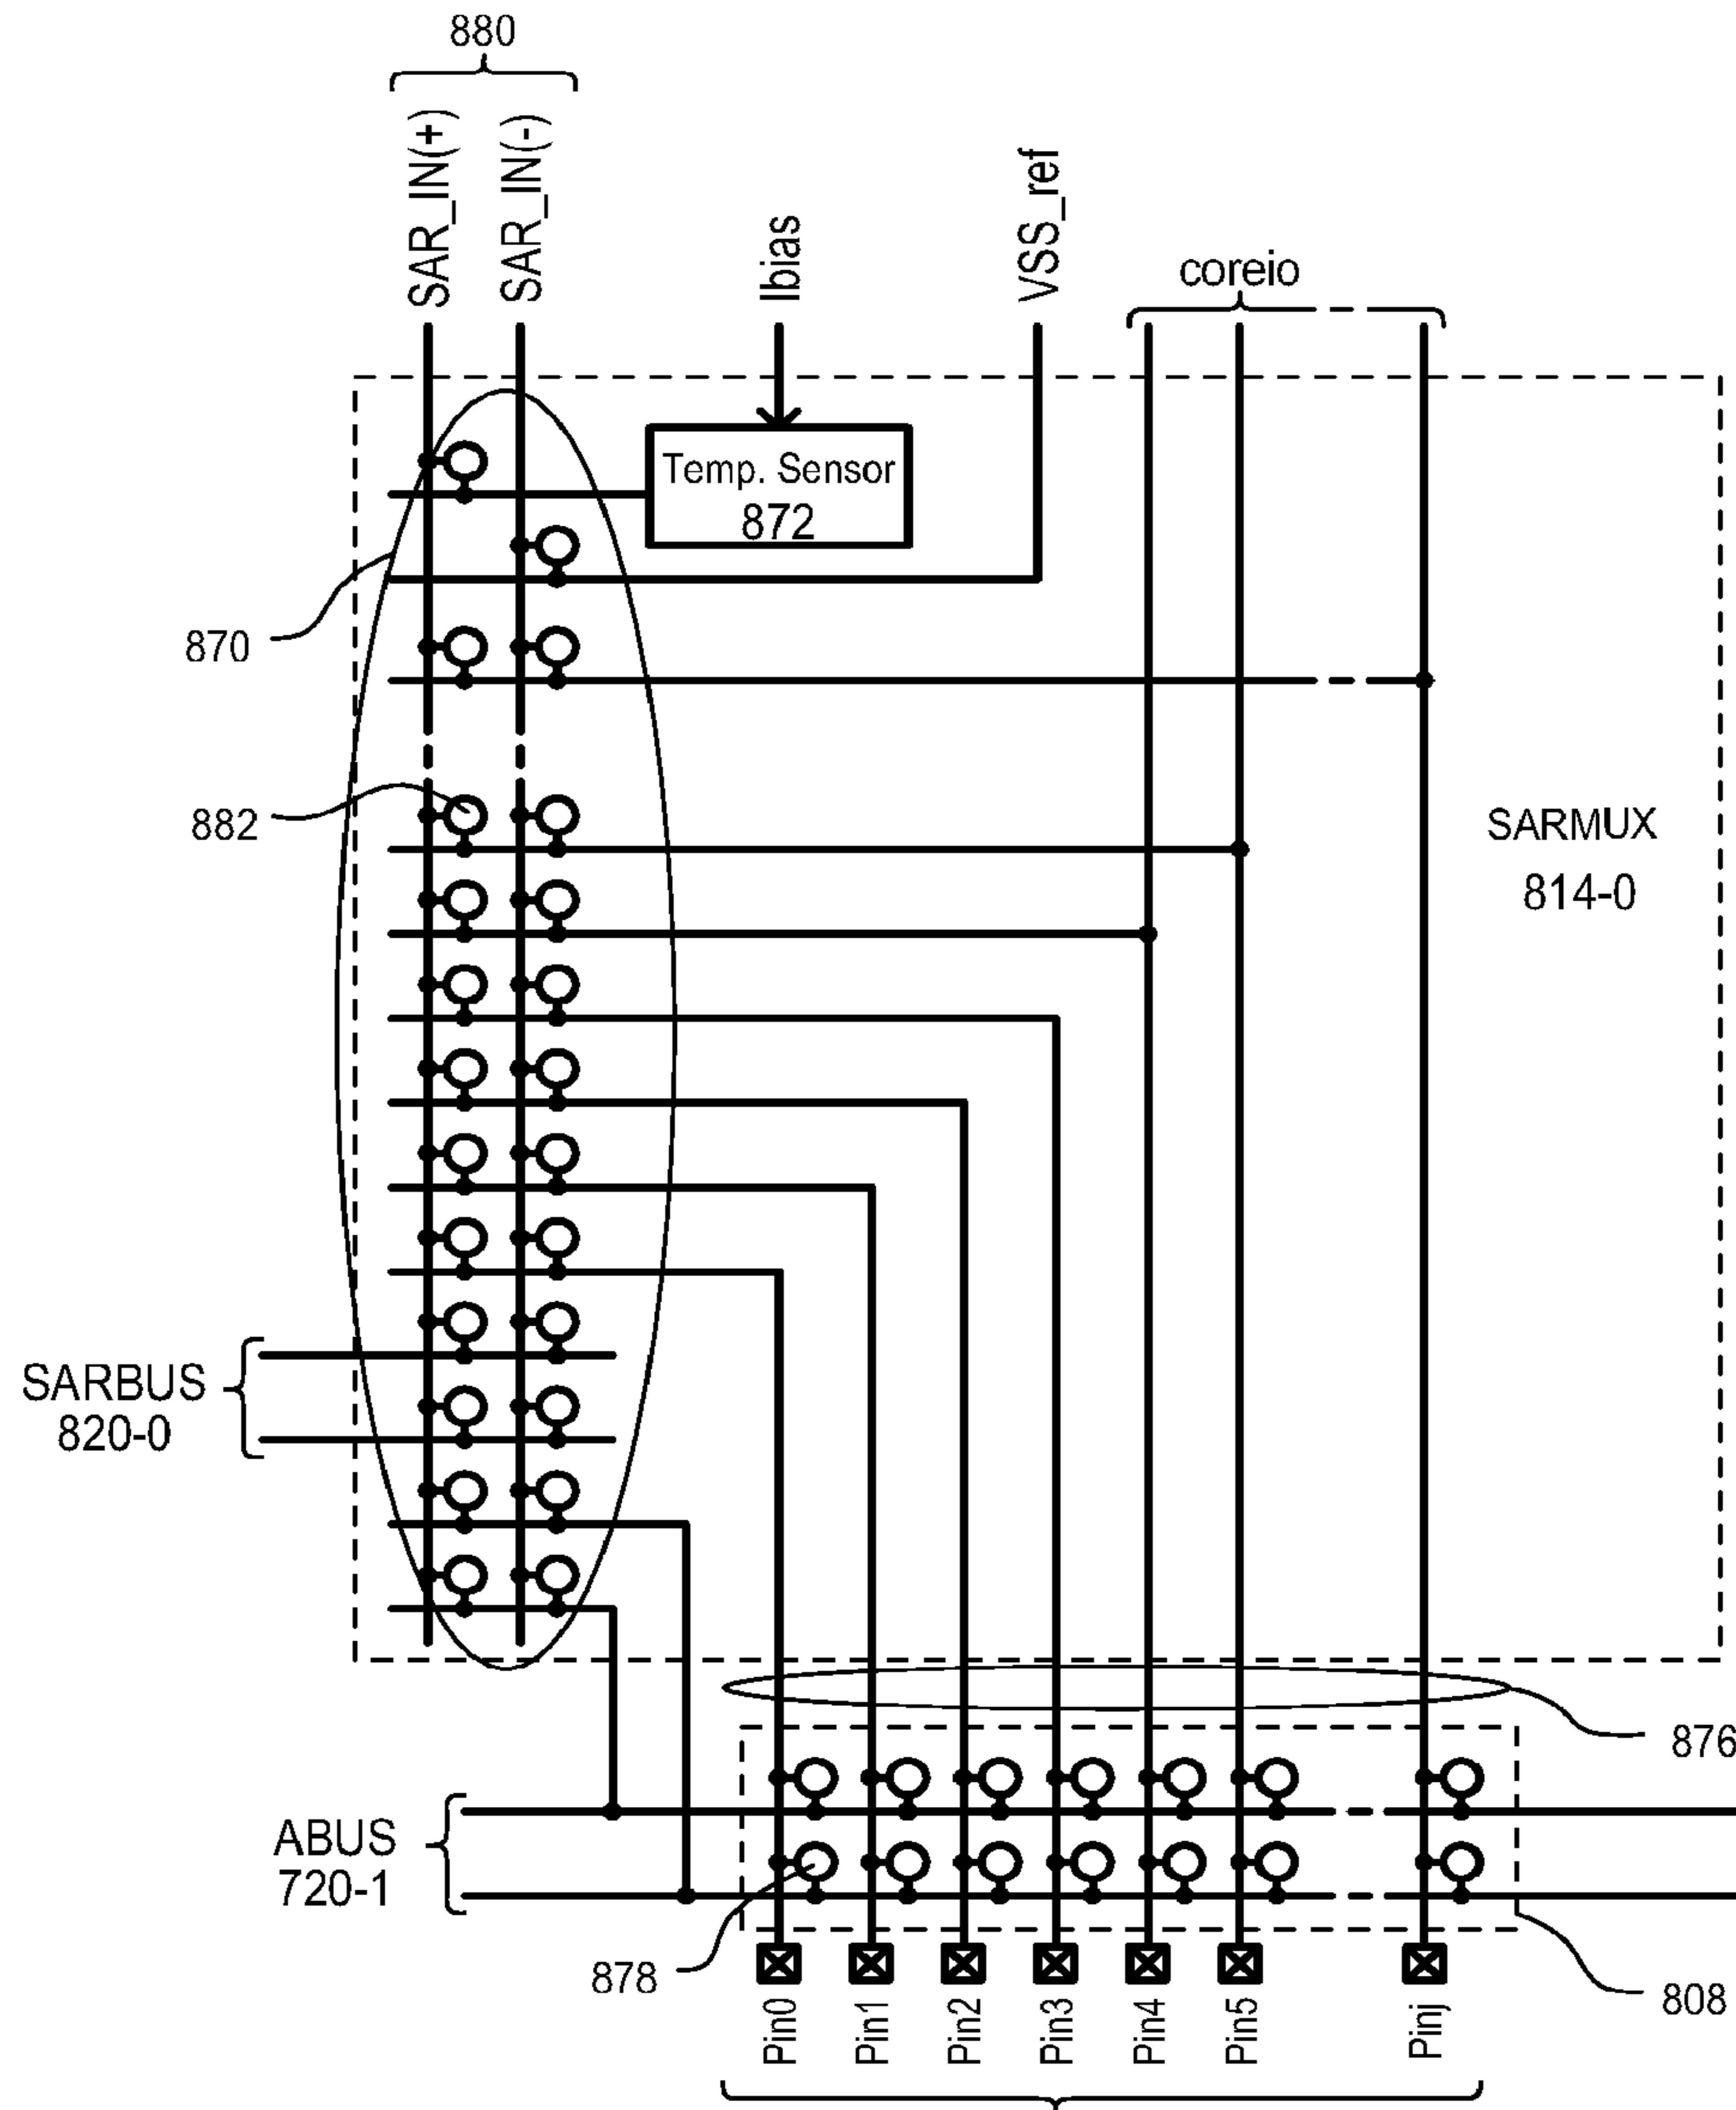 880
SAR_IN(+)
SAR_IN(-)
Ibias
VSS_ref
coreio
Temp. Sensor
872
870
882
SARMUX
814-0
SARBUS
820-0
876
ABUS
720-1
878
808
Pin0
Pin1
Pin2
Pin3
Pin4
Pin5
Pinj